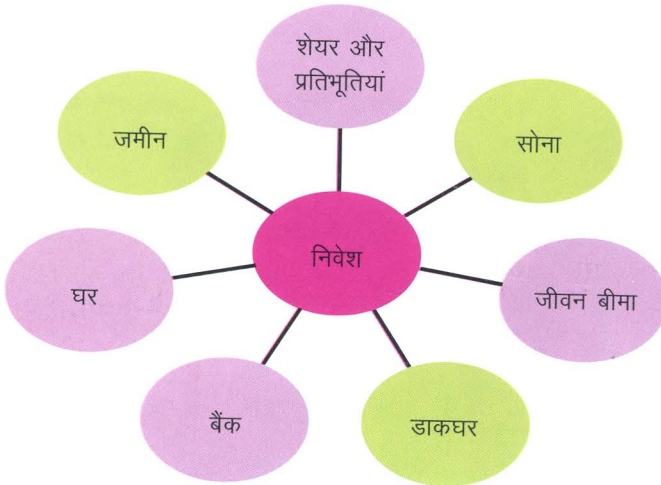 शेयर और
प्रतिभूतियां
जमीन
सोना
निवेश
घर
जीवन बीमा
बैंक
डाकघर